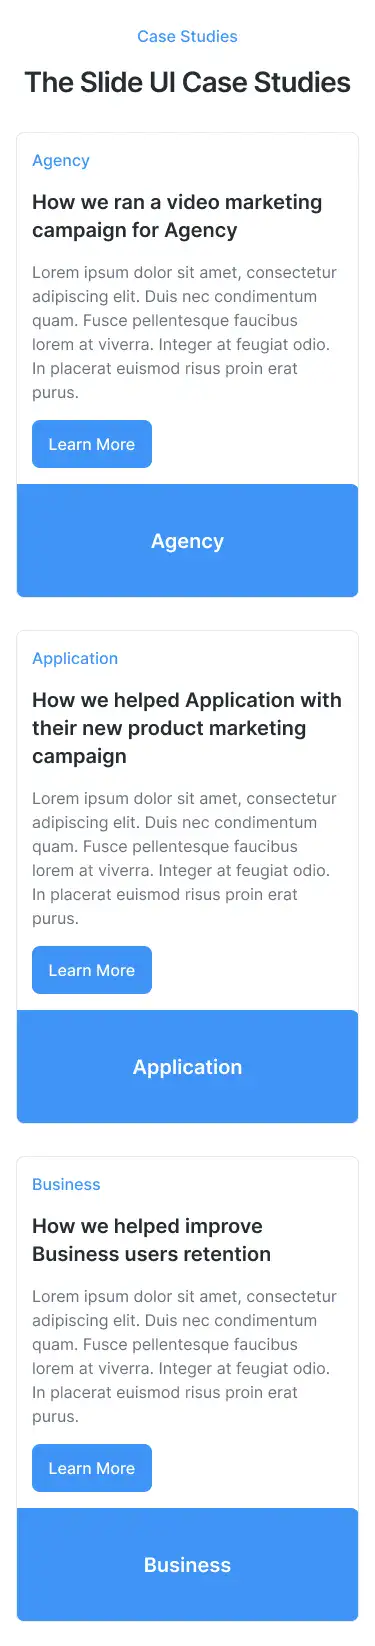 Case Studies
The Slide UI Case Studies
Agency
How we ran a video marketing
campaign for Agency
Lorem ipsum dolor sit amet, consectetur
adipiscing elit. Duis nec condimentum
quam. Fusce pellentesque faucibus
lorem at viverra. Integer at feugiat odio.
In placerat euismod risus proin erat
purus.
Learn More
Agency
Application
How we helped Application with
their new product marketing
campaign
Lorem ipsum dolor sit amet, consectetur
adipiscing elit. Duis nec condimentum
quam. Fusce pellentesque faucibus
lorem at viverra. Integer at feugiat odio.
In placerat euismod risus proin erat
purus.
Learn More
Application
Business
How we helped improve
Business users retention
Lorem ipsum dolor sit amet, consectetur
adipiscing elit. Duis nec condimentum
quam. Fusce pellentesque faucibus
lorem at viverra. Integer at feugiat odio.
In placerat euismod risus proin erat
purus.
Learn More
Business